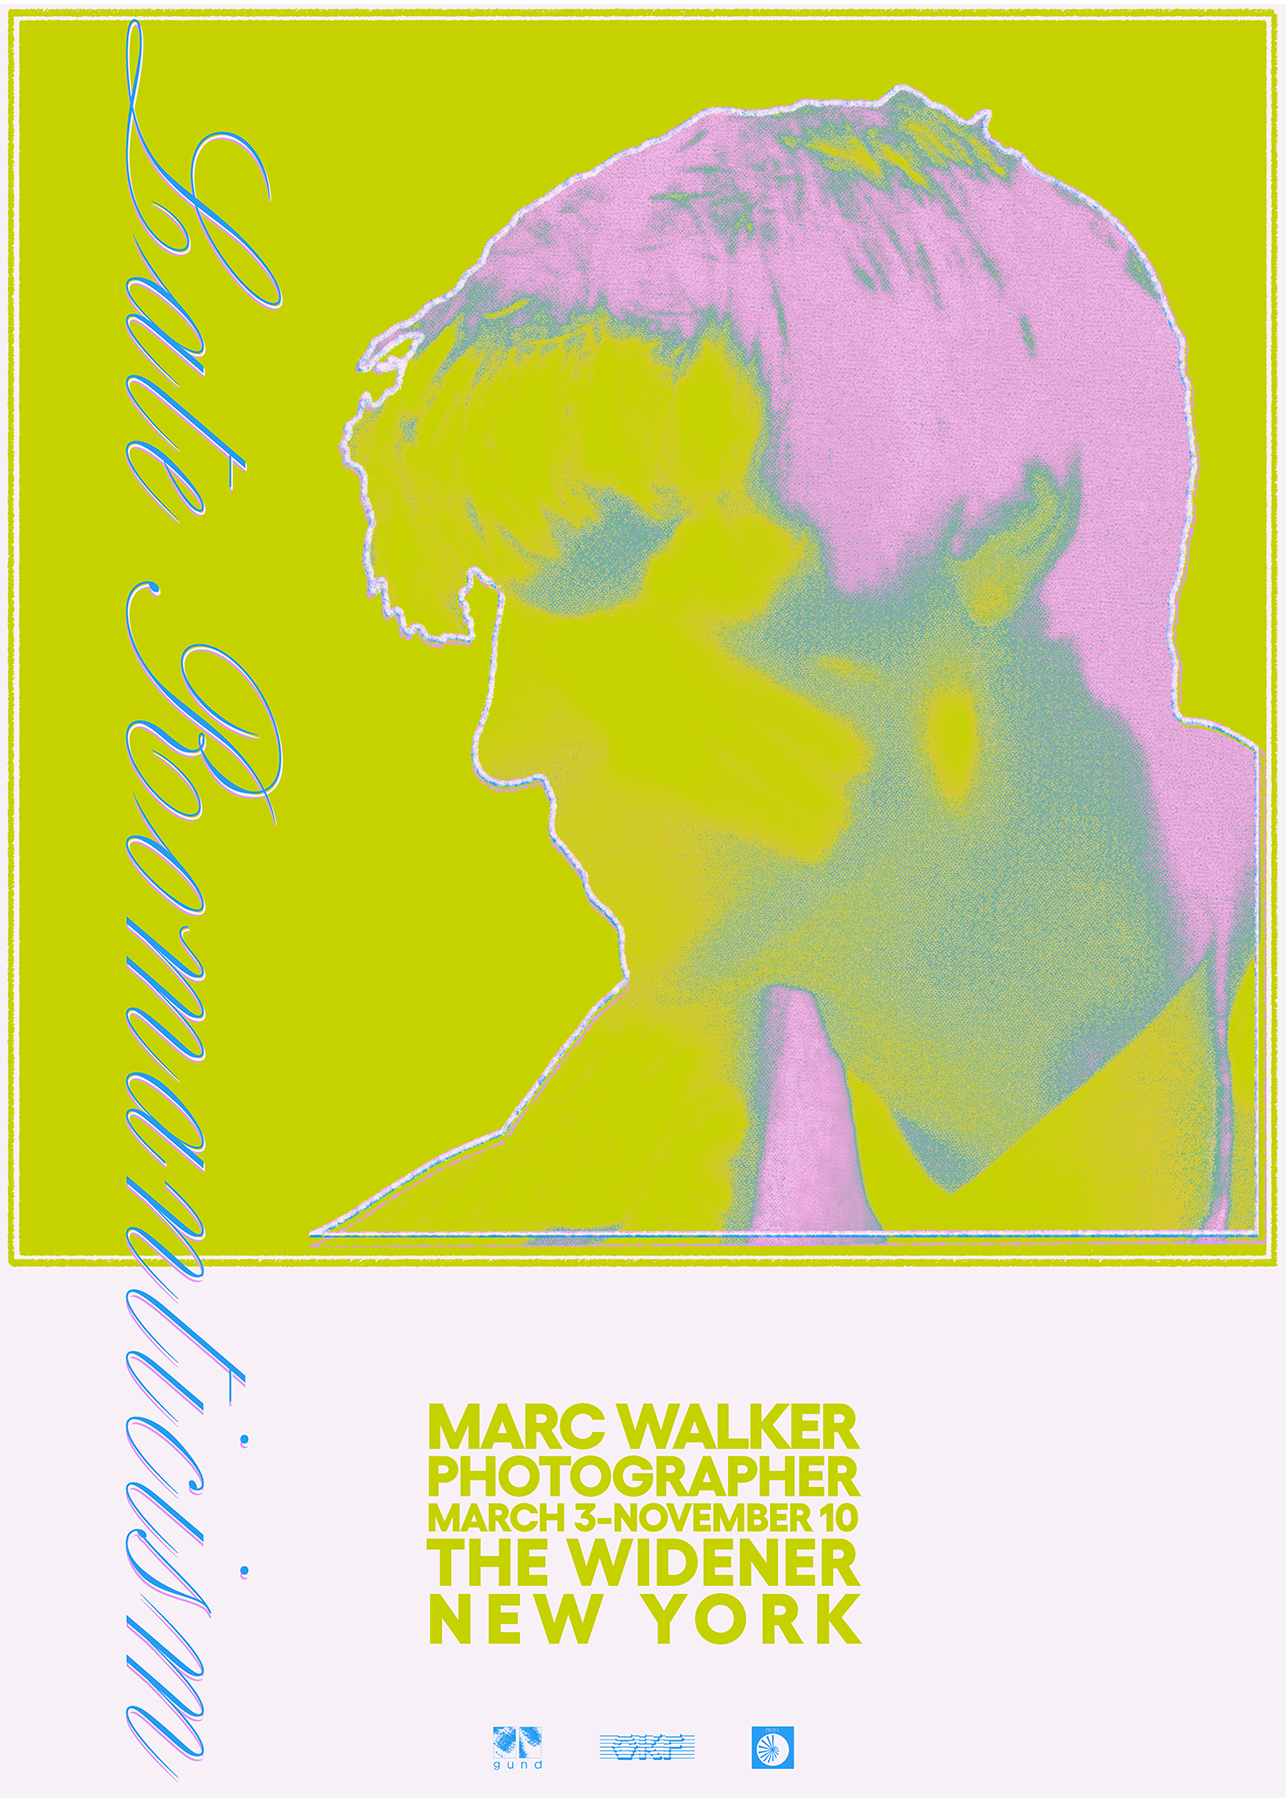 Late Romanticism
MARC WALKER
PHOTOGRAPHER
MARCH 3-NOVEMBER 10
THE WIDENER
NEW YORK
gund